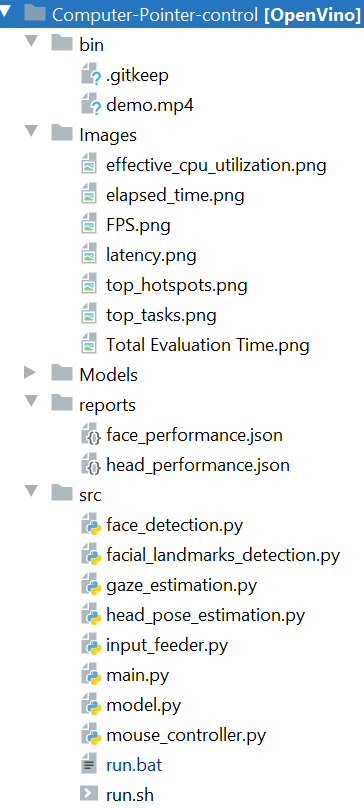 Computer-Pointer-control [OpenVino]
bin
.gitkeep
demo.mp4
Images
effective_cpu_utilization.png
elapsed_time.png
FPS.png
latency.png
top_hotspots.png
top_tasks.png
Total Evaluation Time.png
Models
reports
face_performance.json
head_performance.json
src
face_detection.py
facial_landmarks_detection.py
gaze_estimation.py
head_pose_estimation.py
input_feeder.py
main.py
model.py
mouse_controller.py
run.bat
run.sh